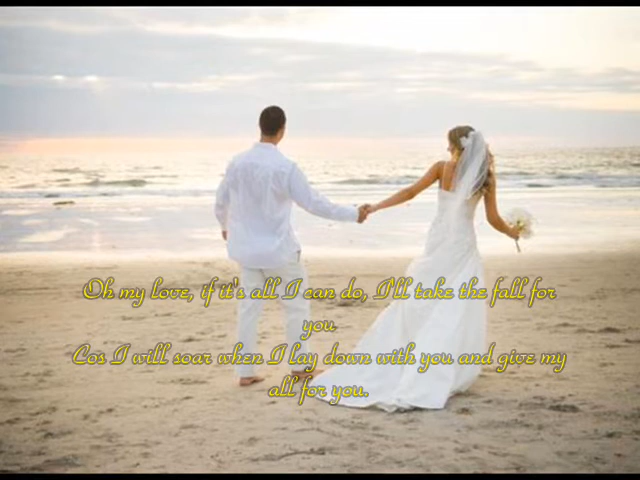 Oh my love, if it's all I can do, I'll take the fall for
you
Cos I will soar when I lay down with you and give my
all for you.